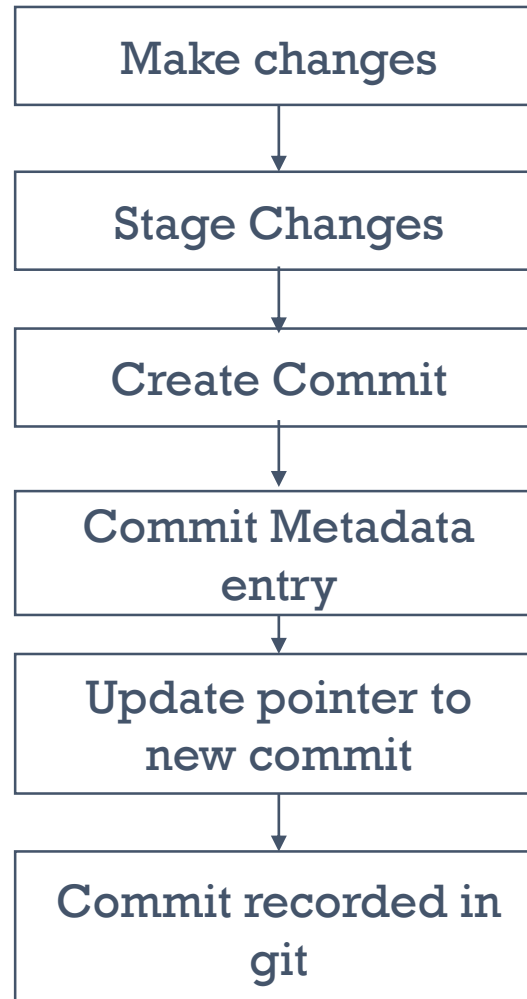 Make changes
Stage Changes
Create Commit
Commit Metadata
entry
Update pointer to
new commit
Commit recorded in
git